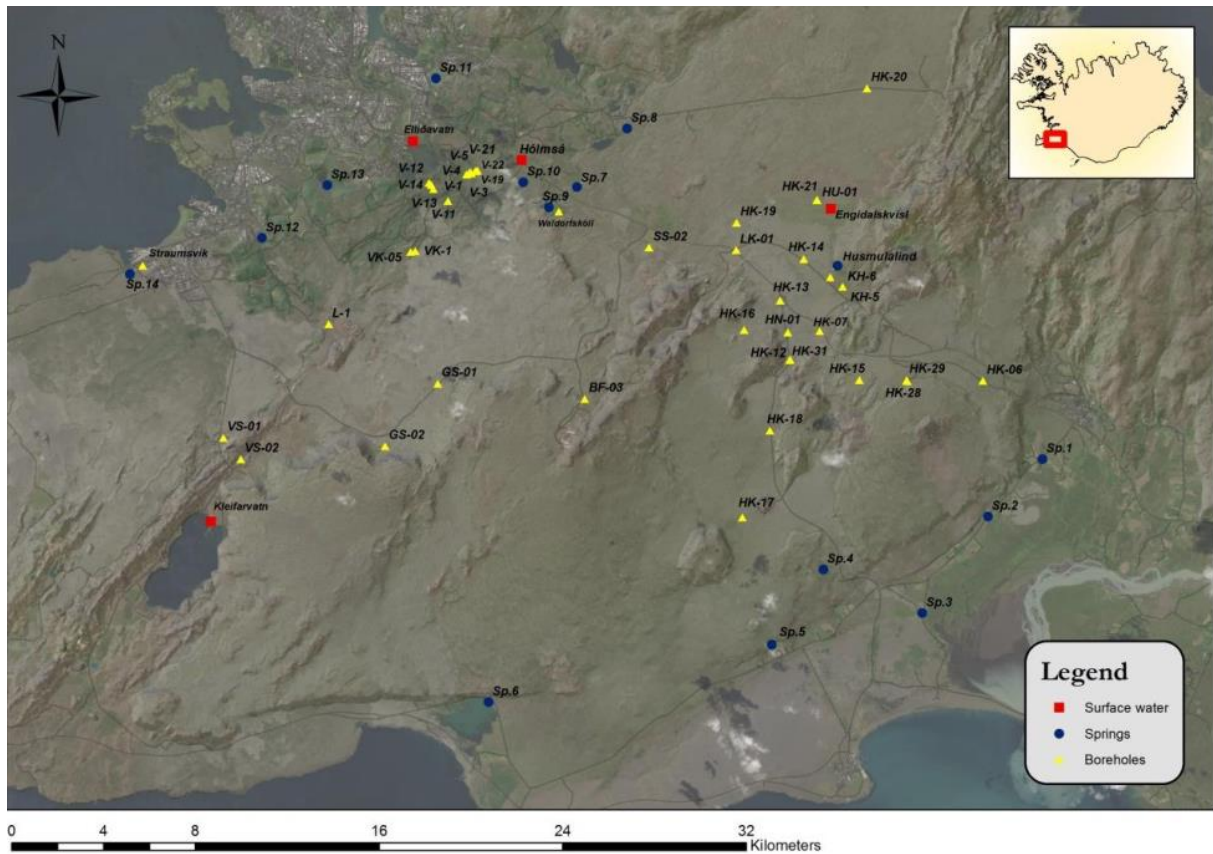 N
Sp.11
HK-20
Sp.8
Elliðavatn
V-21
V-5
Hólmsá
V-12
V-4
V-22
Sp.10
V-19
Sp.7
Sp.13
V-14
V-1
V-3
V-13
V-11
Sp.9
Waldorfsköli
HK-21
HU-01
Engidalskvísl
HK-19
Sp.12
VK-05
VK-1
SS-02
LK-01
HK-14
Husmulalind
Straumsvik
Sp.14
KH-6
KH-5
HK-13
L-1
HK-16
HN-01
HK-07
HK-12
HK-31
GS-01
BF-03
HK-15
HK-29
HK-28
HK-06
HK-18
VS-01
VS-02
GS-02
Sp.1
Kleifarvatn
HK-17
Sp.2
Sp.4
Sp.3
Sp.5
Sp.6
Legend
Surface water
Springs
Boreholes
0 4 8 16 24 32
Kilometers